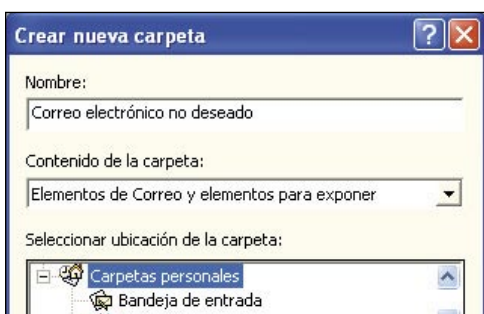 Crear nueva carpeta
Nombre:
Correo electrónico no deseado
Contenido de la carpeta:
Elementos de Correo y elementos para exponer
Seleccionar ubicación de la carpeta:
Carpetas personales
Bandeja de entrada